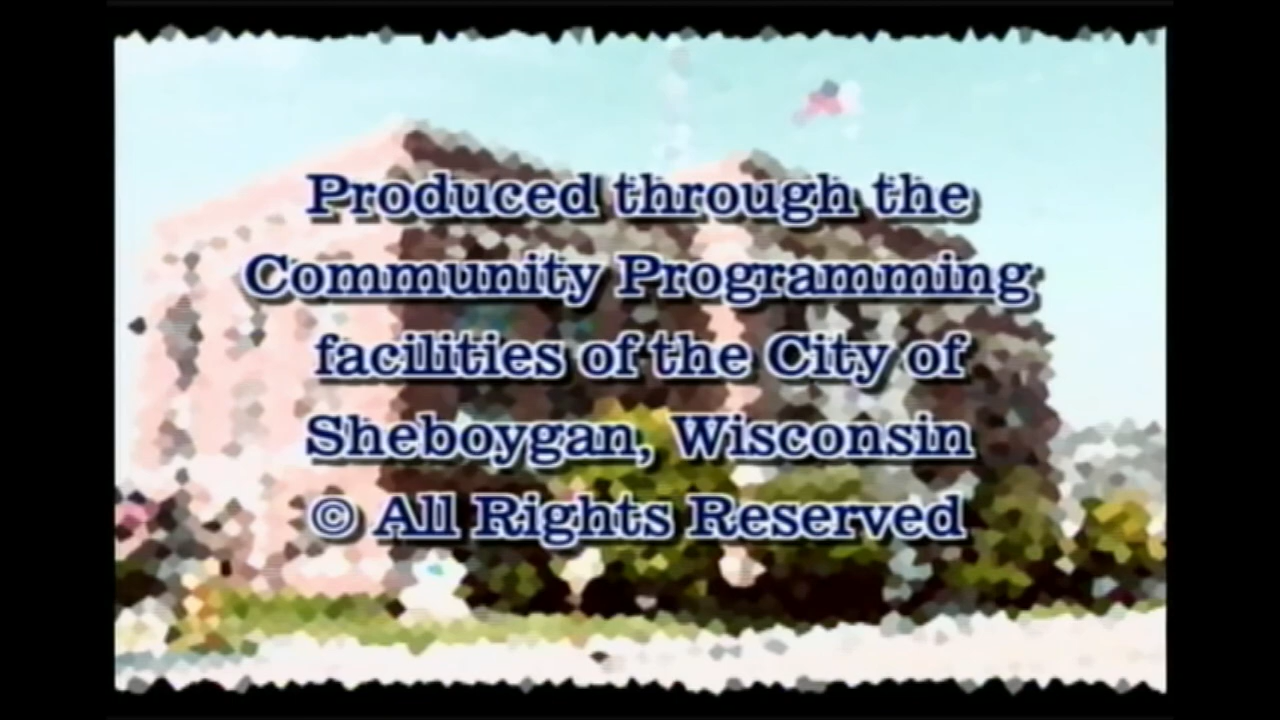 Produced through the
Community Programming
facilities of the City of
Sheboygan, Wisconsin
© All Rights Reserved